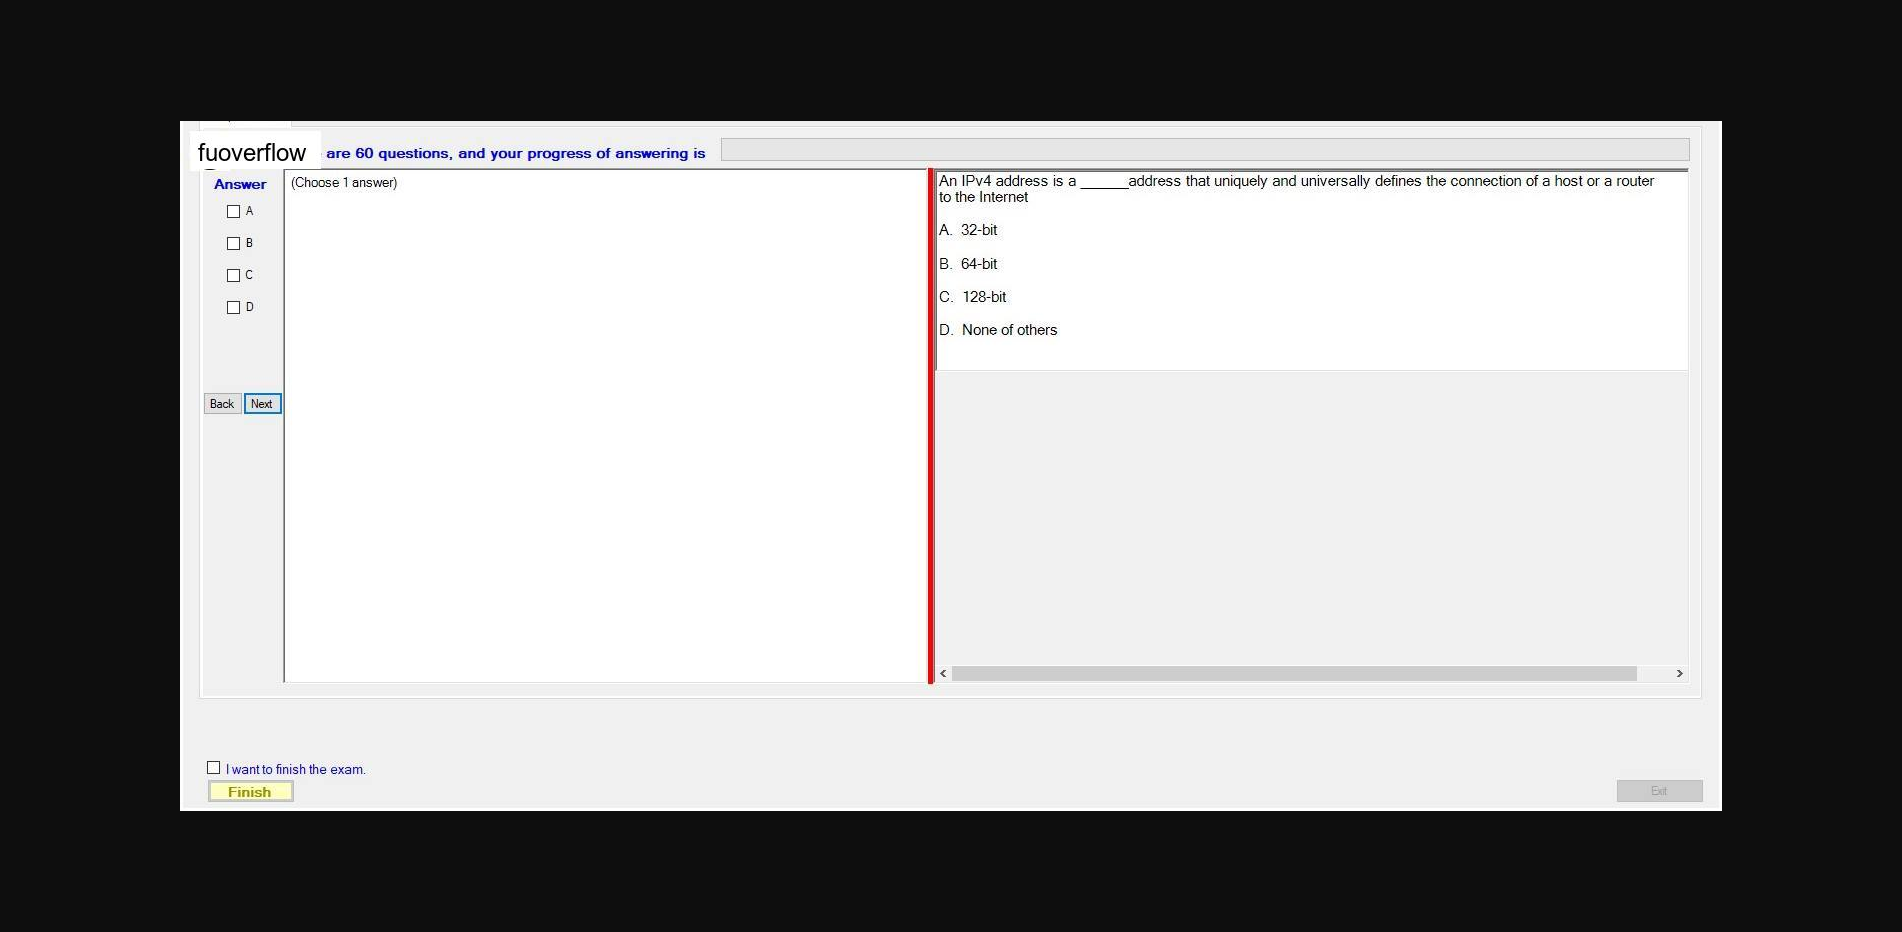 fuoverflow are 60 questions, and your progress of answering is
Answer
A
B
C
D
Back Next
(Choose 1 answer)
An IPv4 address is a ______address that uniquely and universally defines the connection of a host or a router
to the Internet
A. 32-bit
B. 64-bit
C. 128-bit
D. None of others
I want to finish the exam.
Finish
Exit